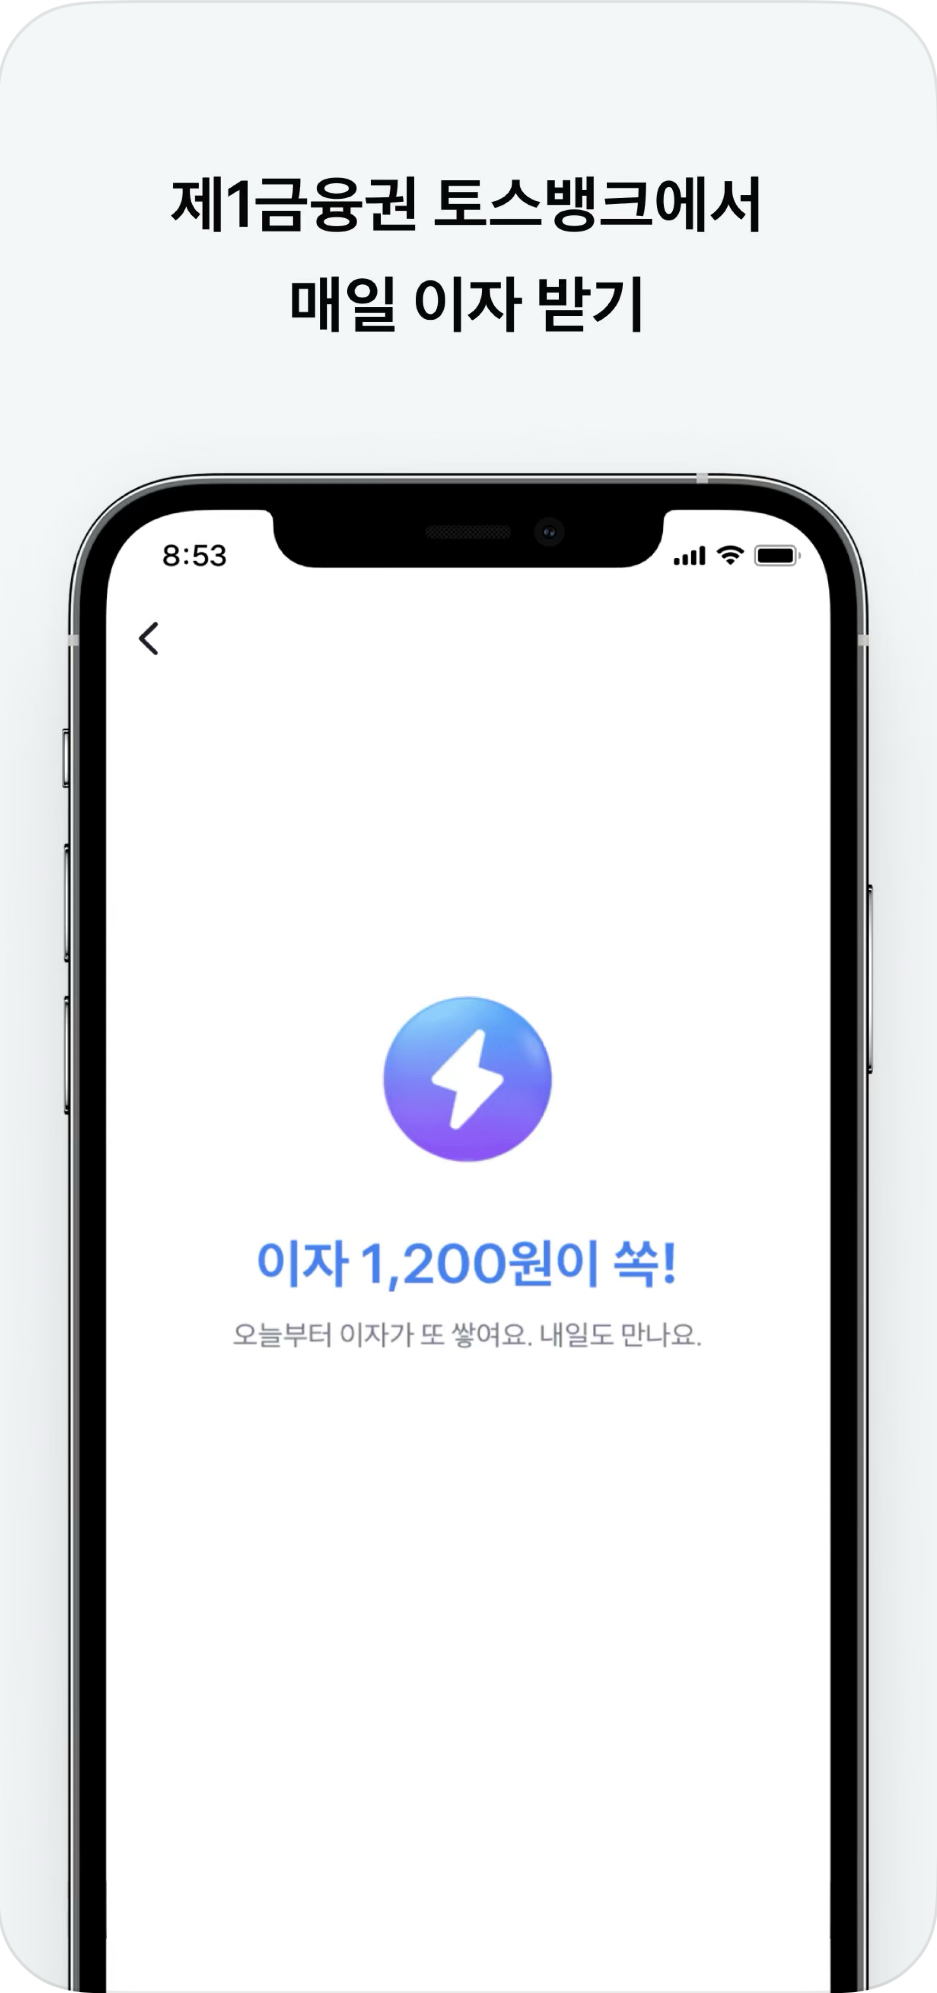 제1금융권 토스뱅크에서
매일 이자 받기
8:53
이자 1,200원이 쏙!
오늘부터 이자가 또 쌓여요. 내일도 만나요.